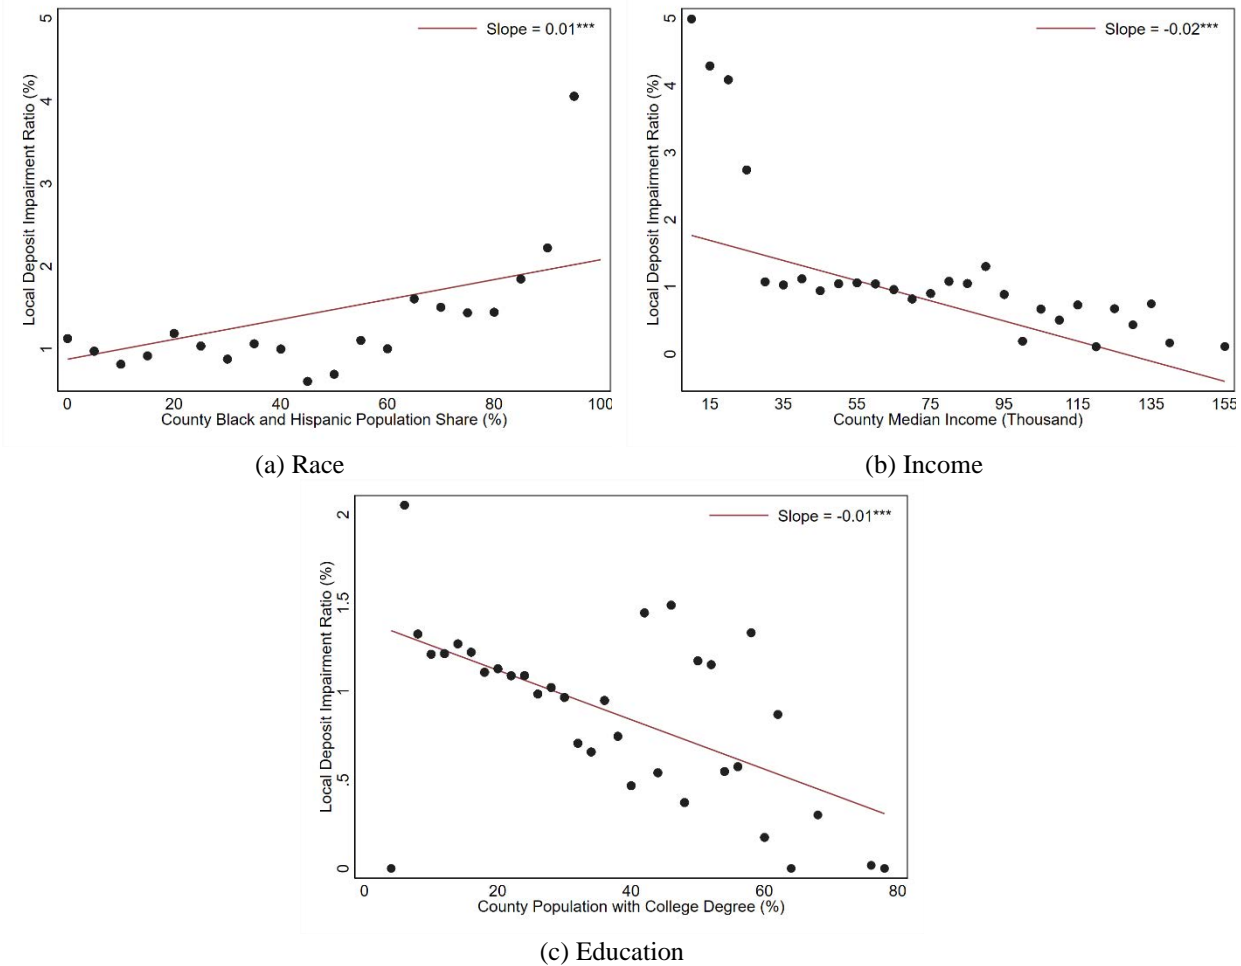 Slope = 0.01***
Local Deposit Impairment Ratio (%)
5
4
3
2
1
0 20 40 60 80 100
County Black and Hispanic Population Share (%)
(a) Race
Slope = -0.02***
Local Deposit Impairment Ratio (%)
5
4
3
2
1
0
15 35 55 75 95 115 135 155
County Median Income (Thousand)
(b) Income
Slope = -0.01***
Local Deposit Impairment Ratio (%)
2
1.5
1
.5
0
0 20 40 60 80
County Population with College Degree (%)
(c) Education